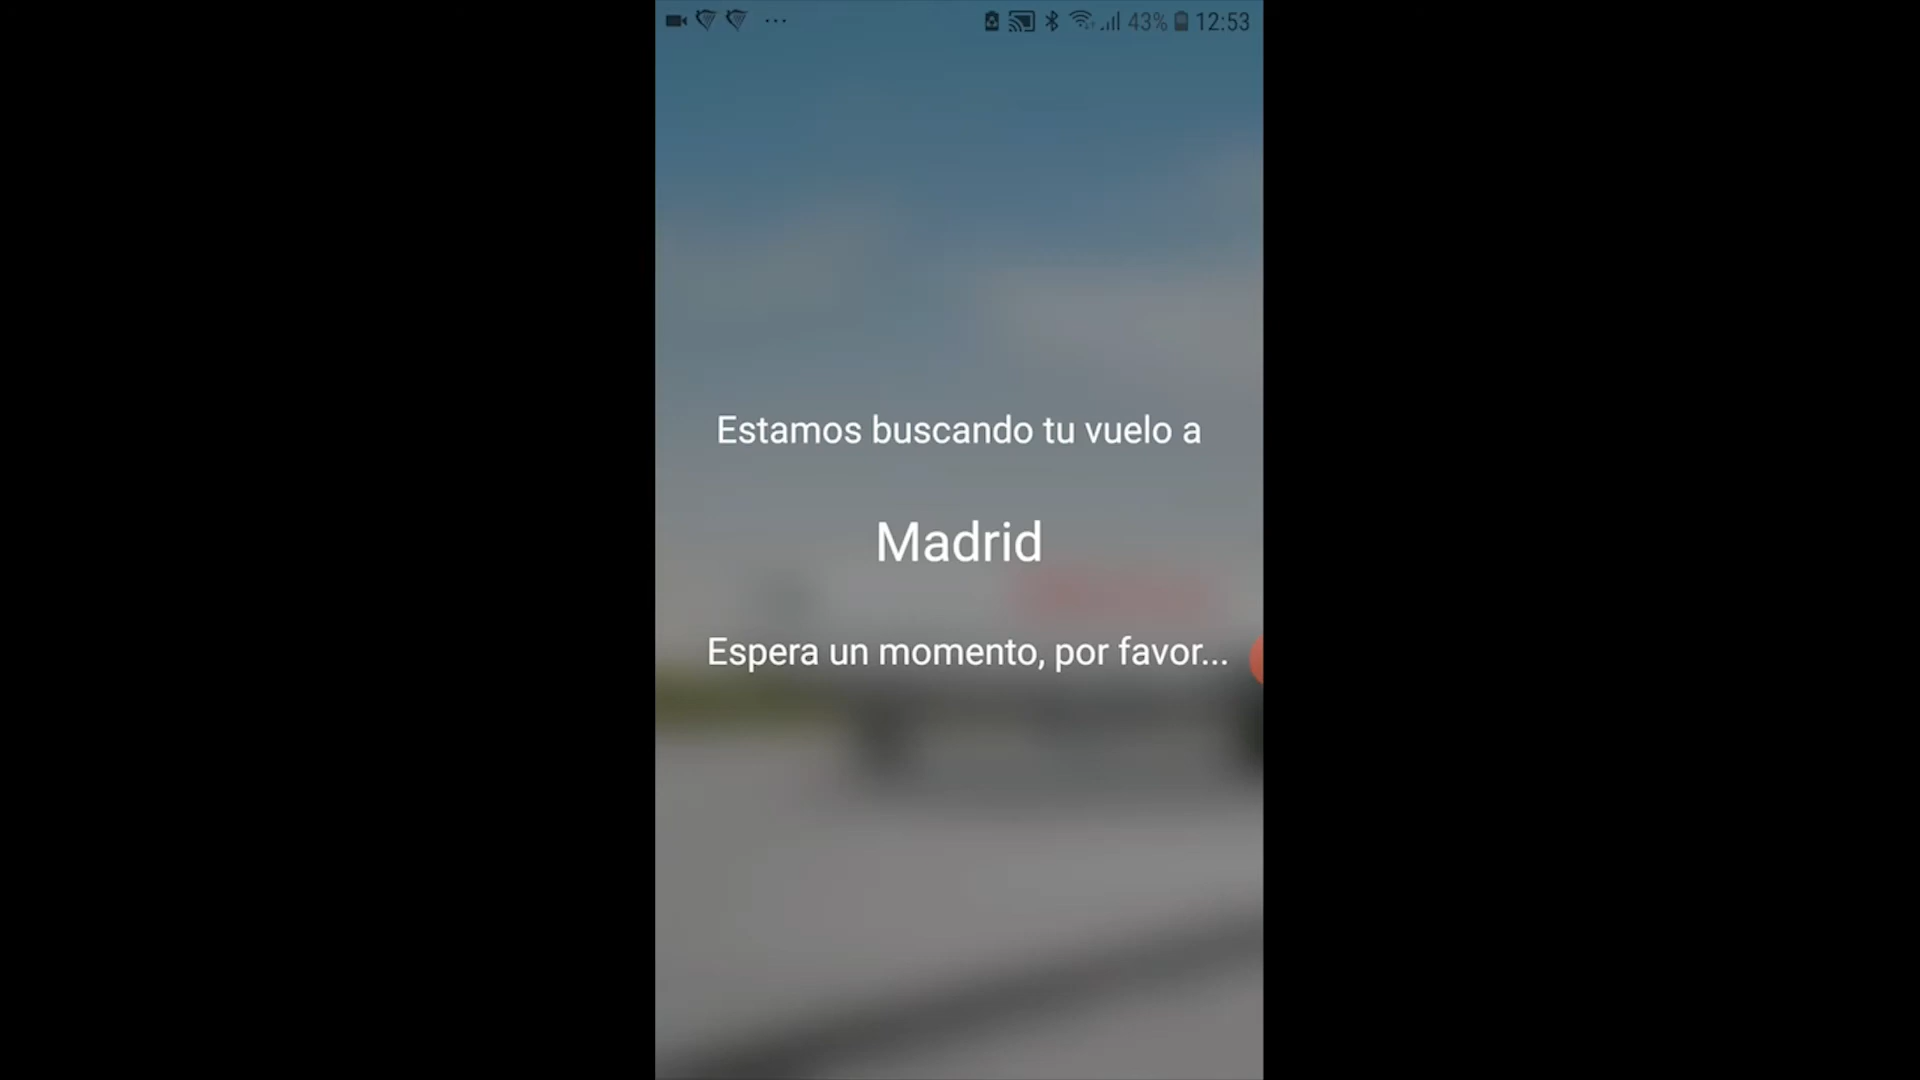 43% 12:53
Estamos buscando tu vuelo a
Madrid
Espera un momento, por favor...